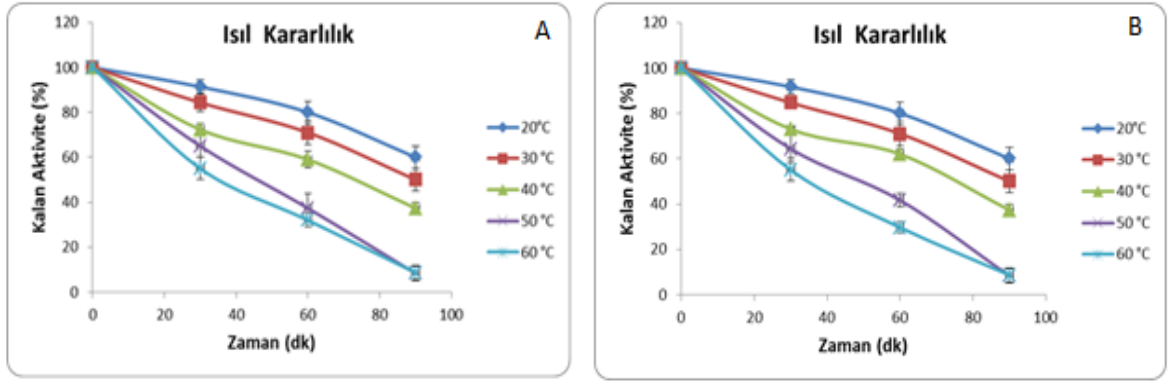 Isıl Kararlılık
A
Kalan Aktivite (%)
120
100
80
60
40
20
0
0 20 40 60 80 100
Zaman (dk)
20°C
30 °C
40 °C
50 °C
60 °C
Isıl Kararlılık
B
Kalan Aktivite (%)
120
100
80
60
40
20
0
0 20 40 60 80 100
Zaman (dk)
20°C
30 °C
40 °C
50 °C
60 °C